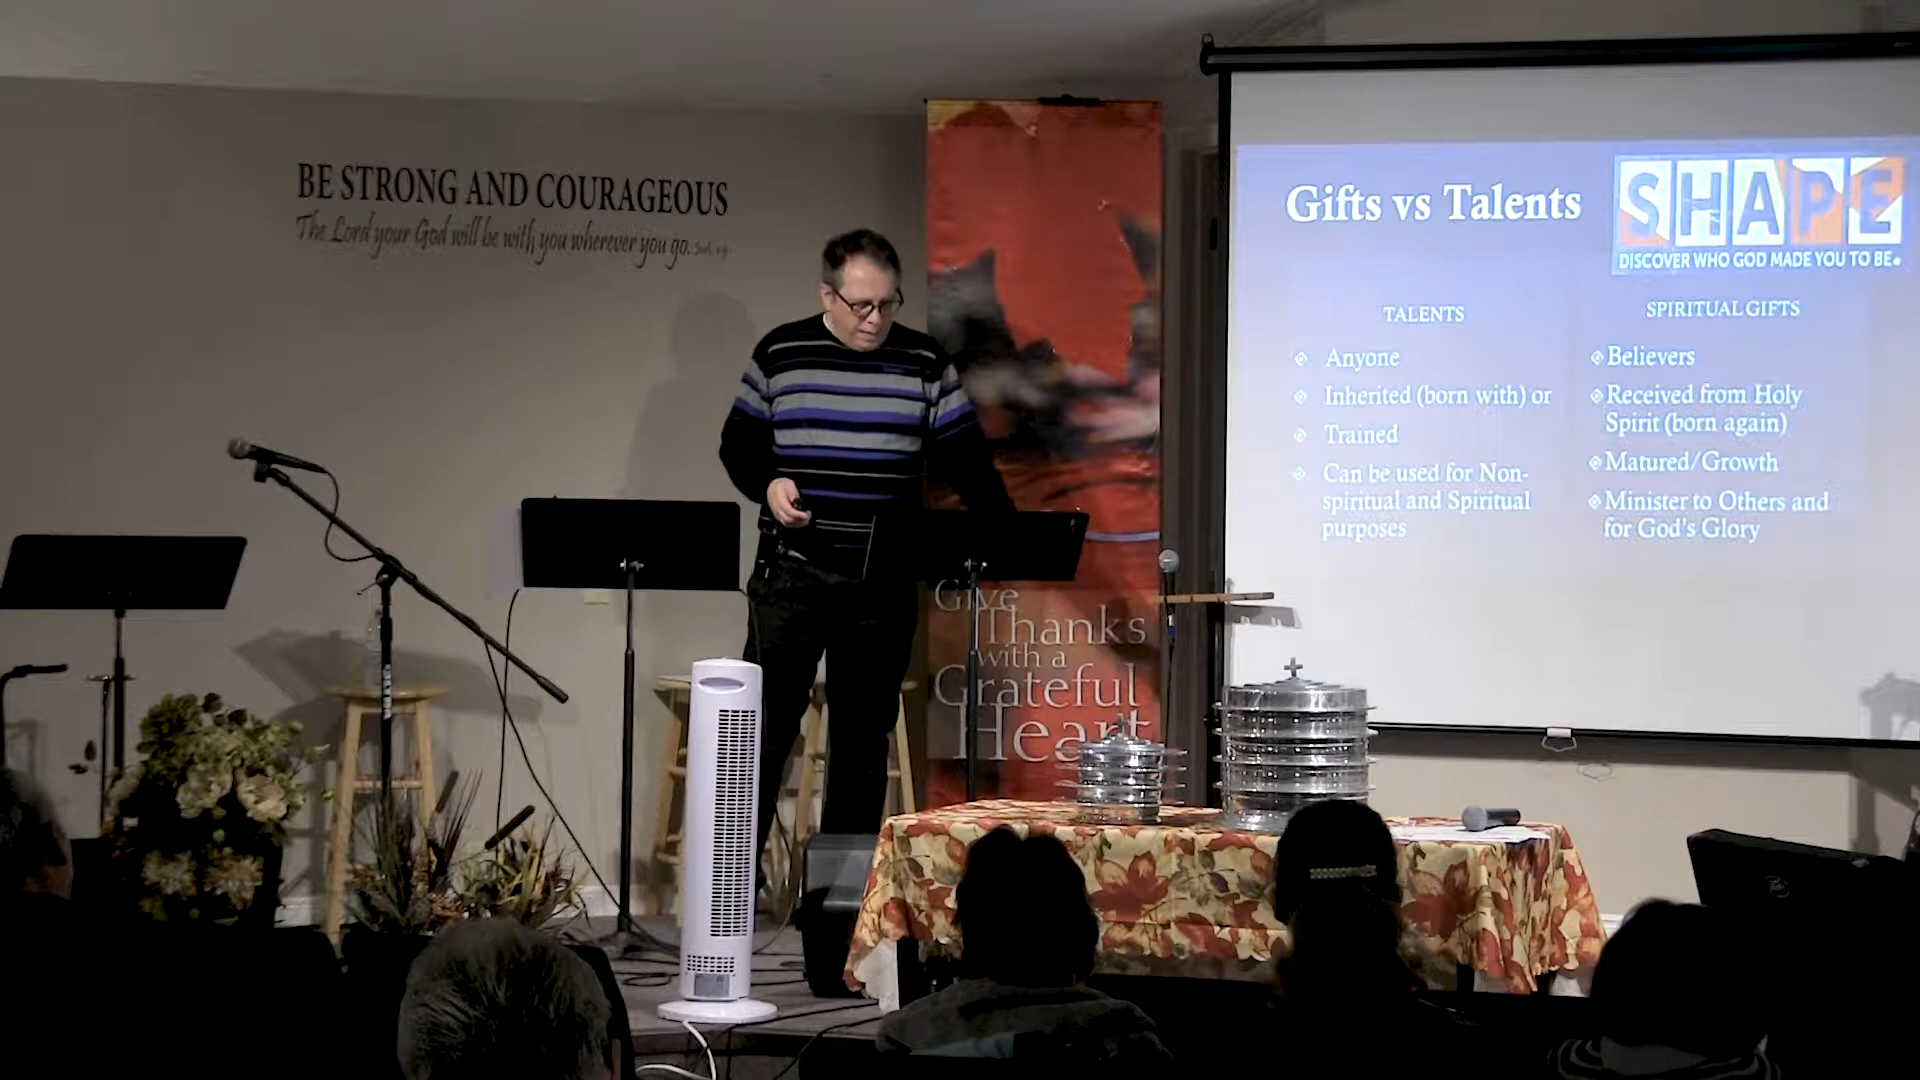 BE STRONG AND COURAGEOUS
The Lord your God will be with you wherever you go.
Give
Thanks
with a
Grateful
Heart
Gifts vs Talents
SHAPE
DISCOVER WHO GOD MADE YOU TO BE.
TALENTS
Anyone
Inherited (born with) or
Trained
Can be used for Non-
spiritual and Spiritual
purposes
SPIRITUAL GIFTS
Believers
Received from Holy
Spirit (born again)
Matured/Growth
Minister to Others and
for God's Glory